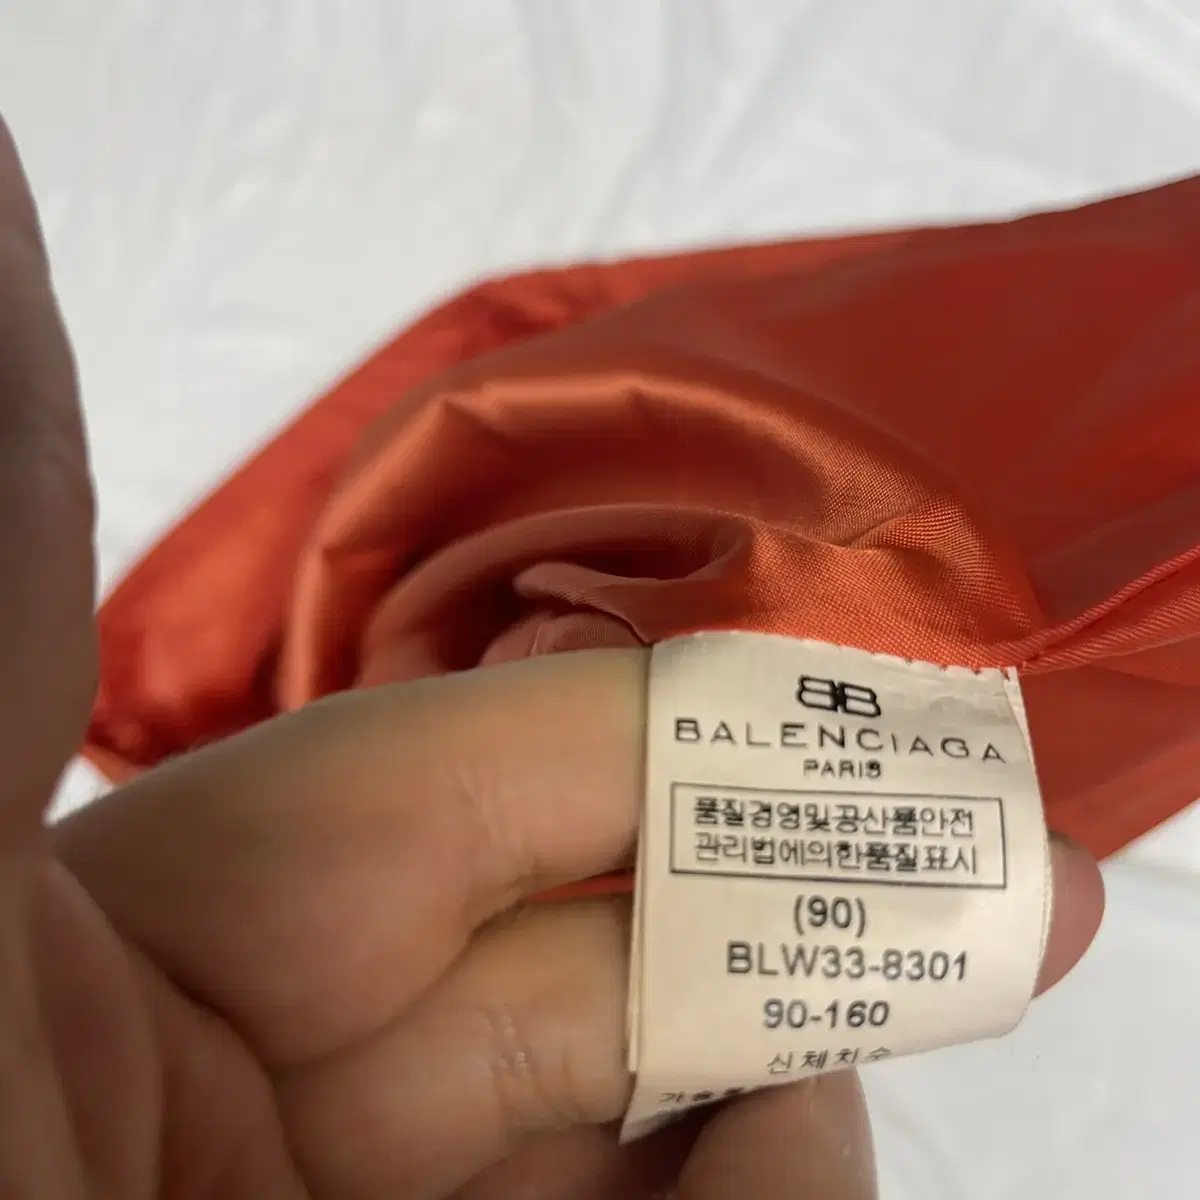 BB
BALENCIAGA
PARIS
품질경영및공산품안전
관리법에의한품질표시
(90)
BLW33-8301
90-160
신체치수